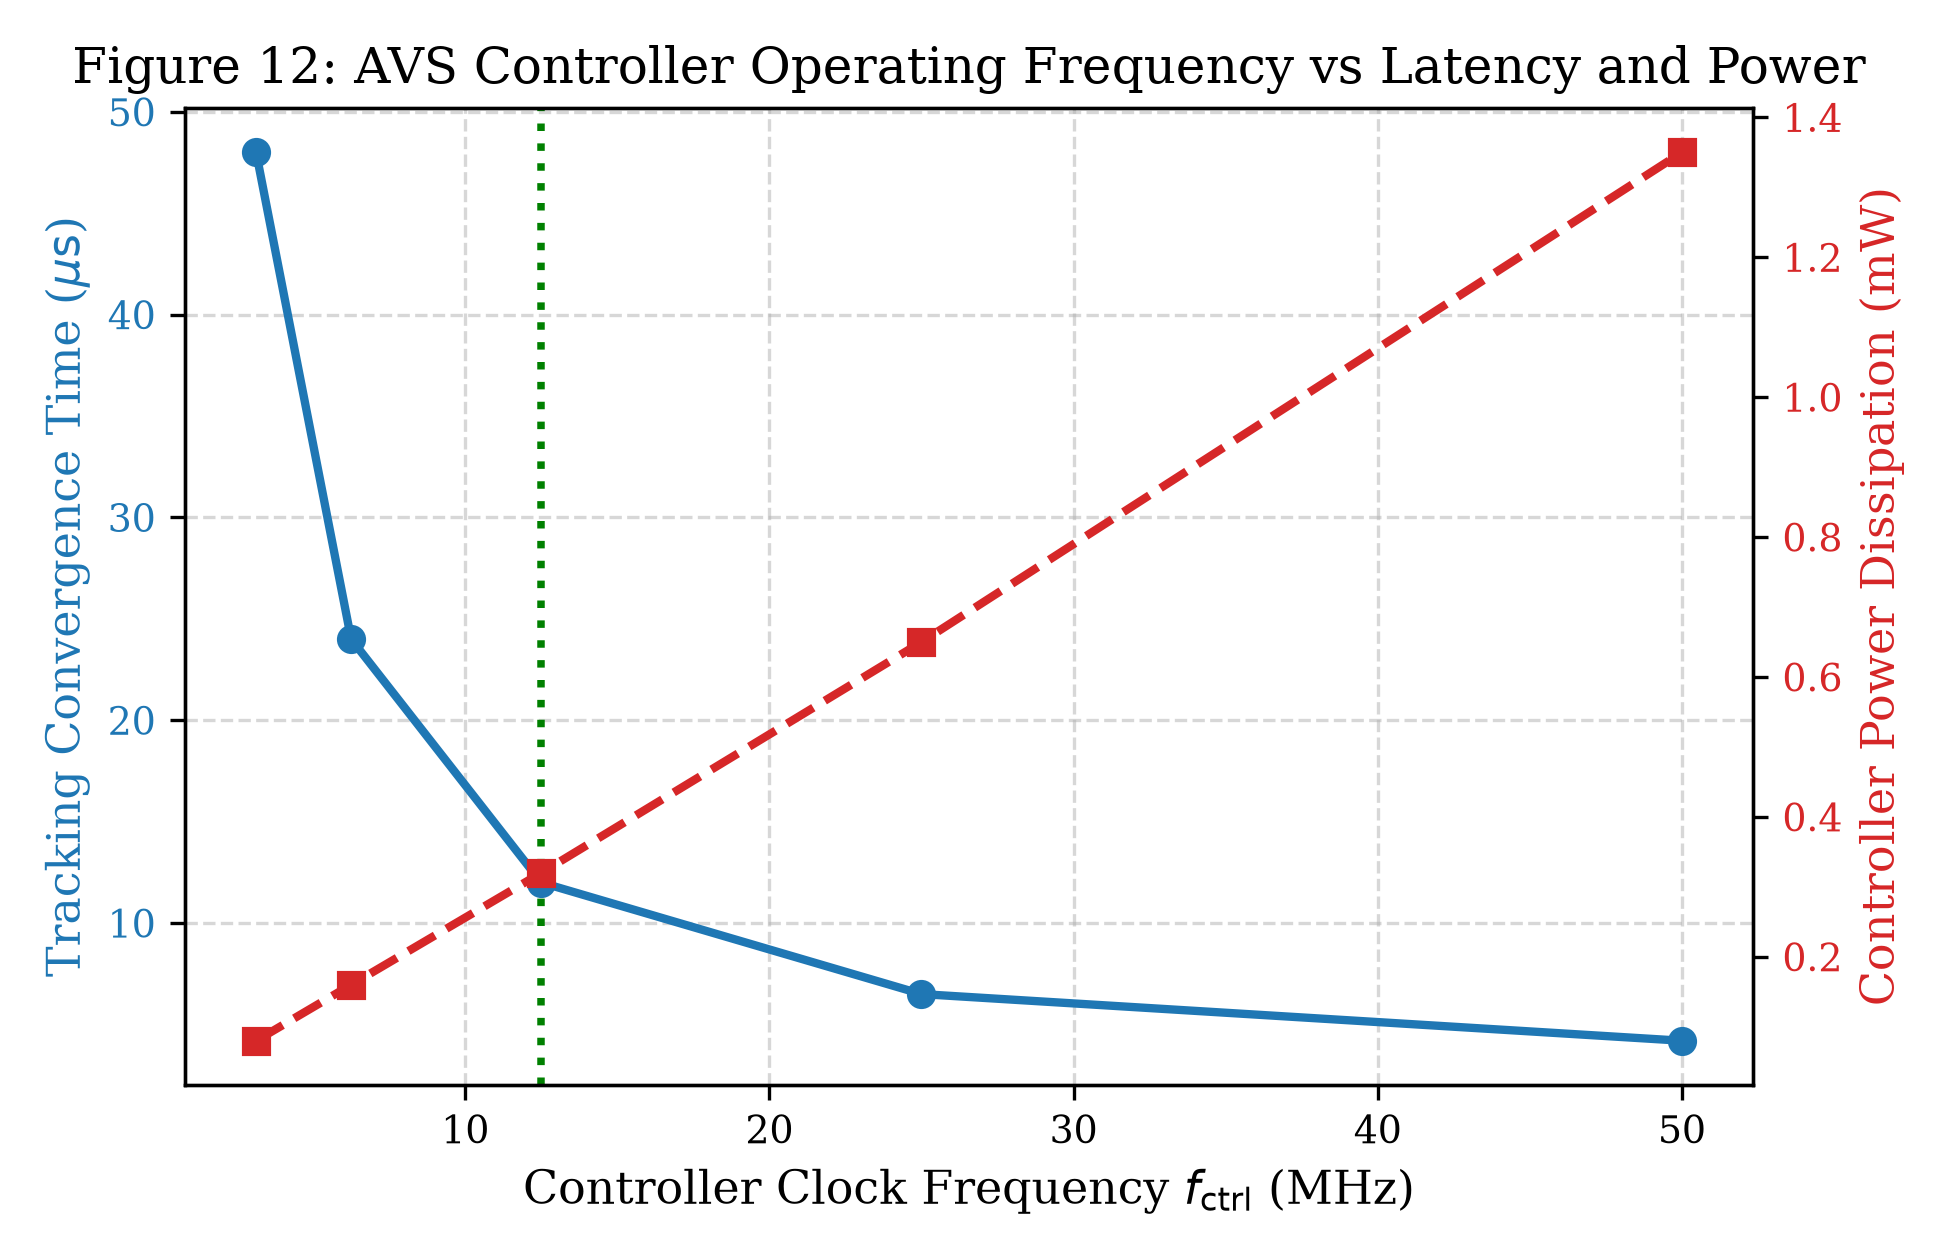 Figure 12: AVS Controller Operating Frequency vs Latency and Power
Tracking Convergence Time (μs)
50
40
30
20
10
1.4
1.2
1.0
0.8
0.6
0.4
0.2
Controller Power Dissipation (mW)
10 20 30 40 50
Controller Clock Frequency f_ctrl (MHz)